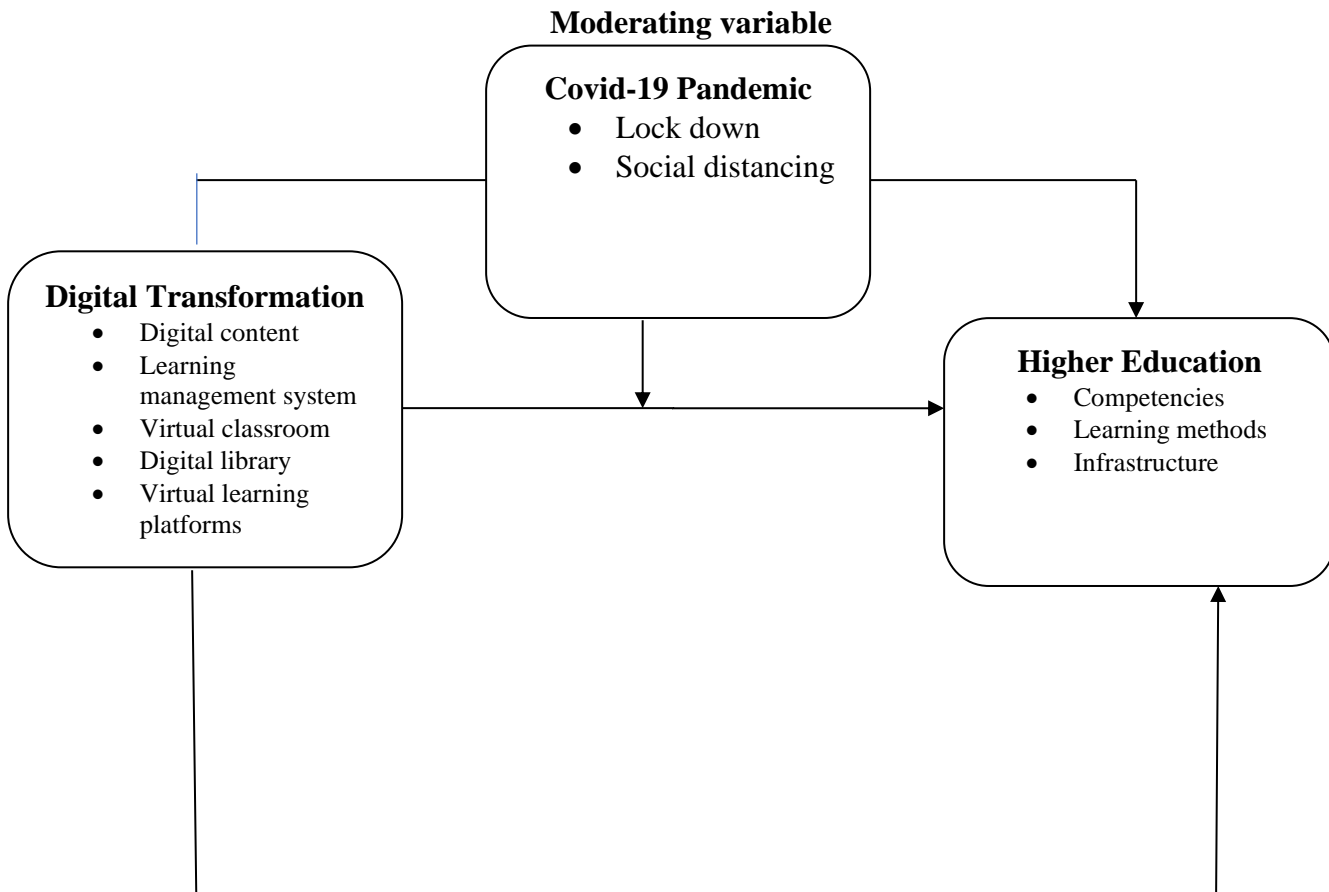 Moderating variable
Covid-19 Pandemic
• Lock down
• Social distancing
Digital Transformation
• Digital content
• Learning
management system
• Virtual classroom
• Digital library
• Virtual learning
platforms
Higher Education
• Competencies
• Learning methods
• Infrastructure